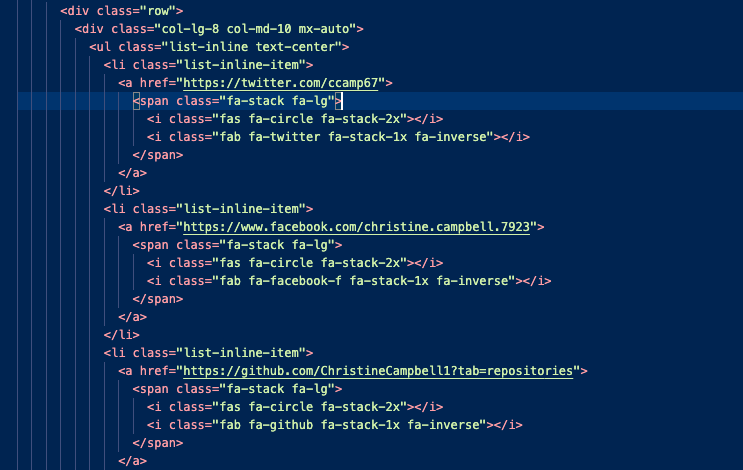 <div class="row">
<div class="col-lg-8 col-md-10 mx-auto">
<ul class="list-inline text-center">
<li class="list-inline-item">
<a href="https://twitter.com/ccamp67">
<span class="fa-stack fa-lg">
<i class="fas fa-circle fa-stack-2x"></i>
<i class="fab fa-twitter fa-stack-1x fa-inverse"></i>
</span>
</a>
</li>
<li class="list-inline-item">
<a href="https://www.facebook.com/christine.campbell.7923">
<span class="fa-stack fa-lg">
<i class="fas fa-circle fa-stack-2x"></i>
<i class="fab fa-facebook-f fa-stack-1x fa-inverse"></i>
</span>
</a>
</li>
<li class="list-inline-item">
<a href="https://github.com/ChristineCampbell1?tab=repositories">
<span class="fa-stack fa-lg">
<i class="fas fa-circle fa-stack-2x"></i>
<i class="fab fa-github fa-stack-1x fa-inverse"></i>
</span>
</a>